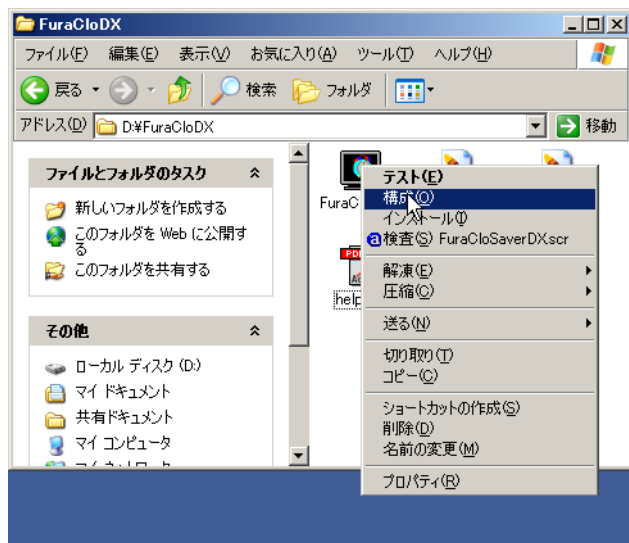 FuraCloDX
ファイル(F) 編集(E) 表示(V) お気に入り(A) ツール(T) ヘルプ(H)
戻る 検索 フォルダ
アドレス(D) D:¥FuraCloDX 移動
ファイルとフォルダのタスク
新しいフォルダを作成する
このフォルダを Web に公開す
る
このフォルダを共有する
その他
ローカル ディスク (D:)
マイ ドキュメント
共有ドキュメント
マイ コンピュータ
FuraC
PDF
help
テスト(E)
構成(O)
インストール(I)
検査(S) FuraCloSaverDX.scr
解凍(E)
圧縮(C)
送る(N)
切り取り(T)
コピー(C)
ショートカットの作成(S)
削除(D)
名前の変更(M)
プロパティ(R)